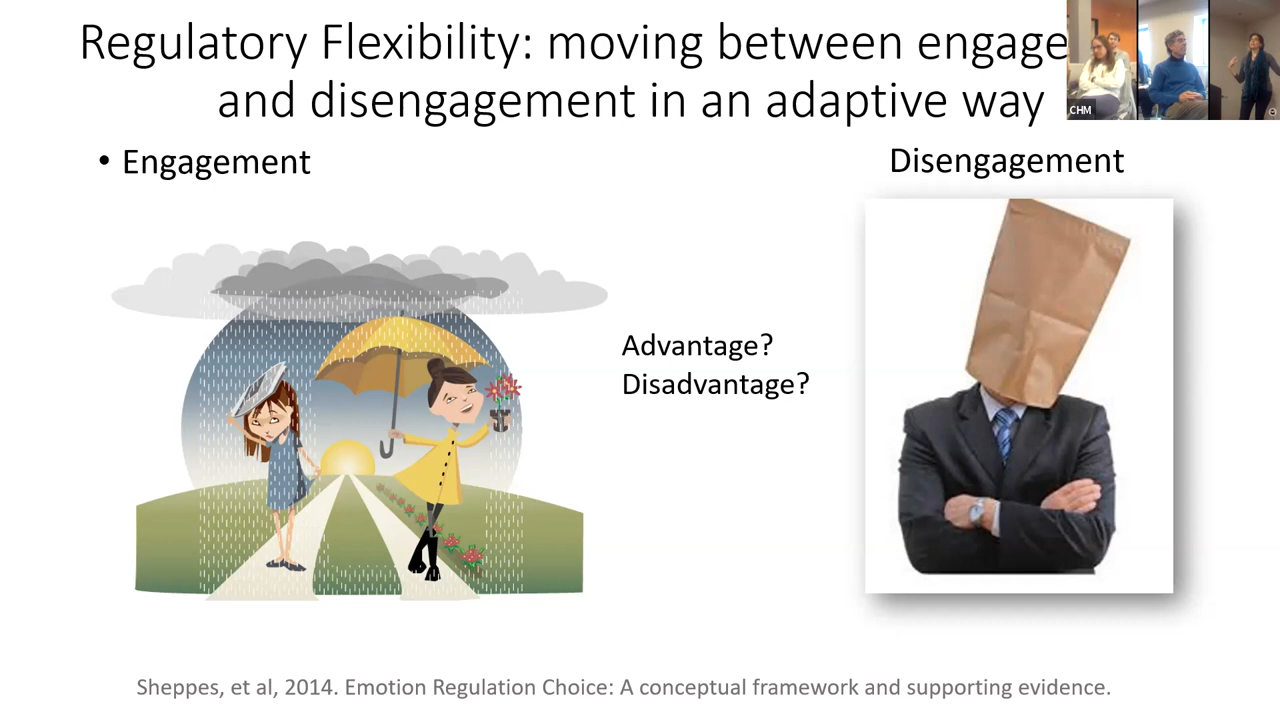 Regulatory Flexibility: moving between engage
and disengagement in an adaptive way
CHM
• Engagement
Disengagement
Advantage?
Disadvantage?
Sheppes, et al, 2014. Emotion Regulation Choice: A conceptual framework and supporting evidence.